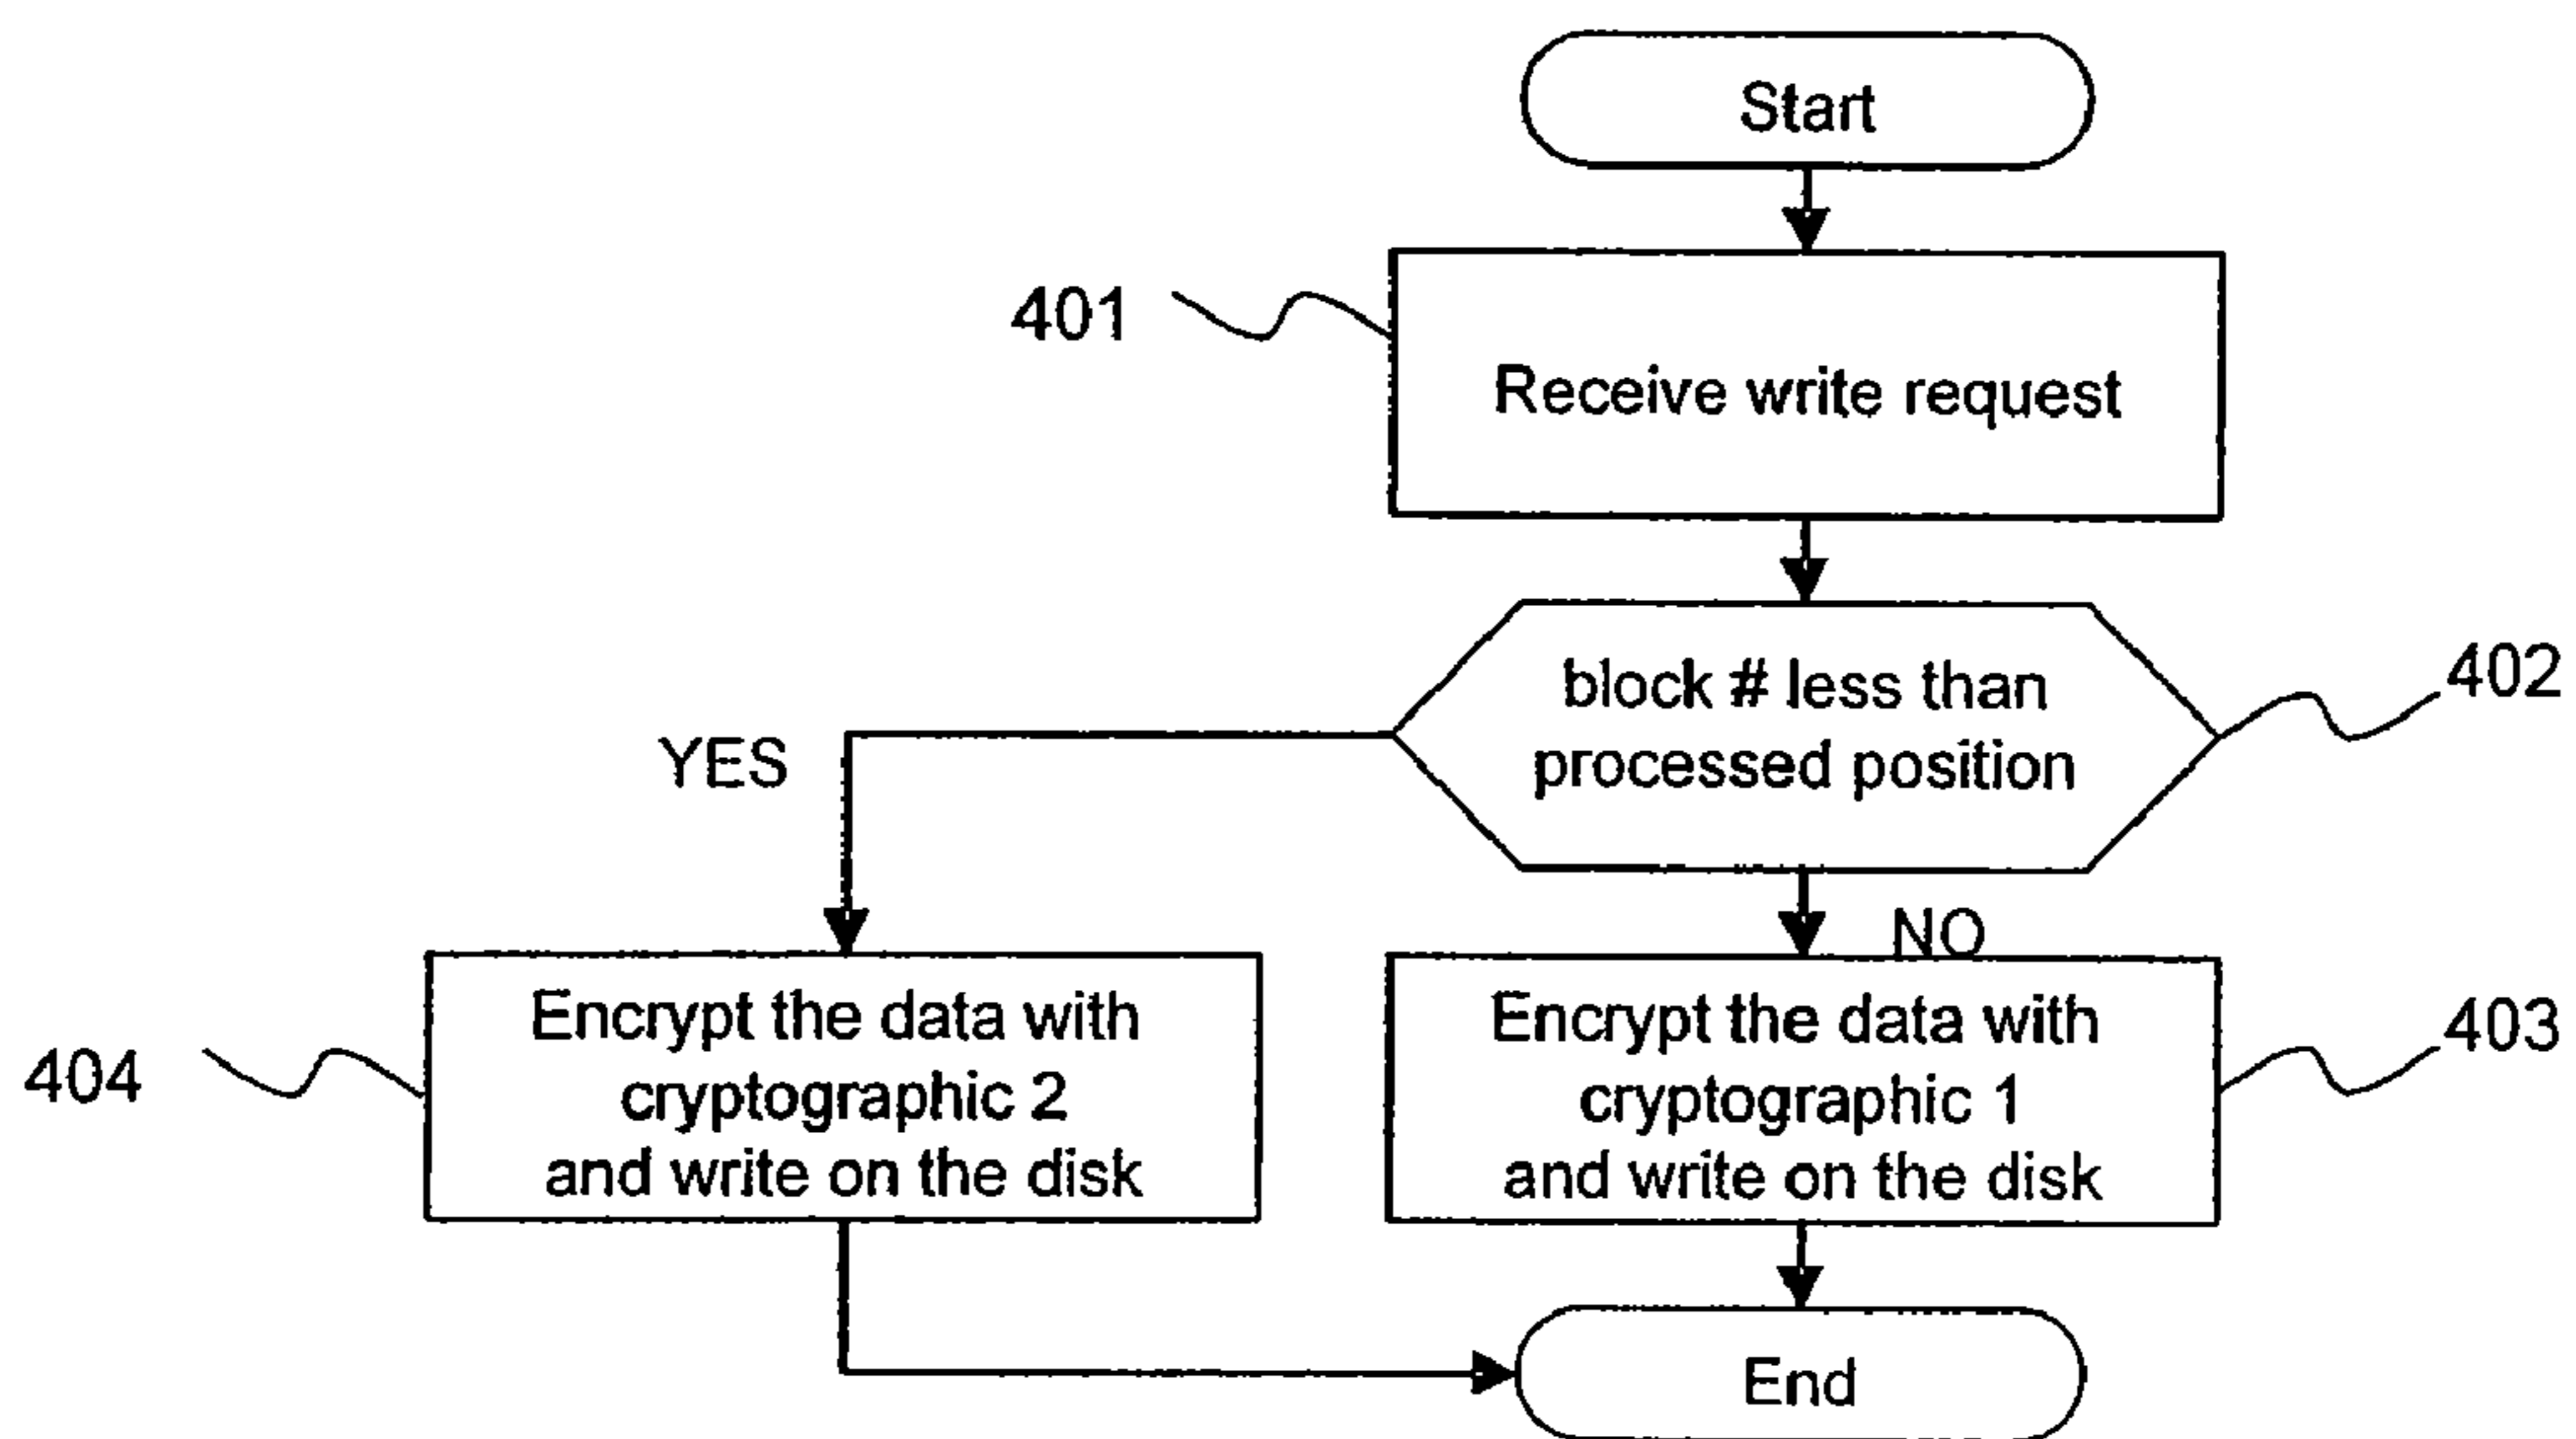 Start
401
Receive write request
402
block # less than
processed position
YES
NO
404
Encrypt the data with
cryptographic 2
and write on the disk
Encrypt the data with
cryptographic 1
and write on the disk
403
End